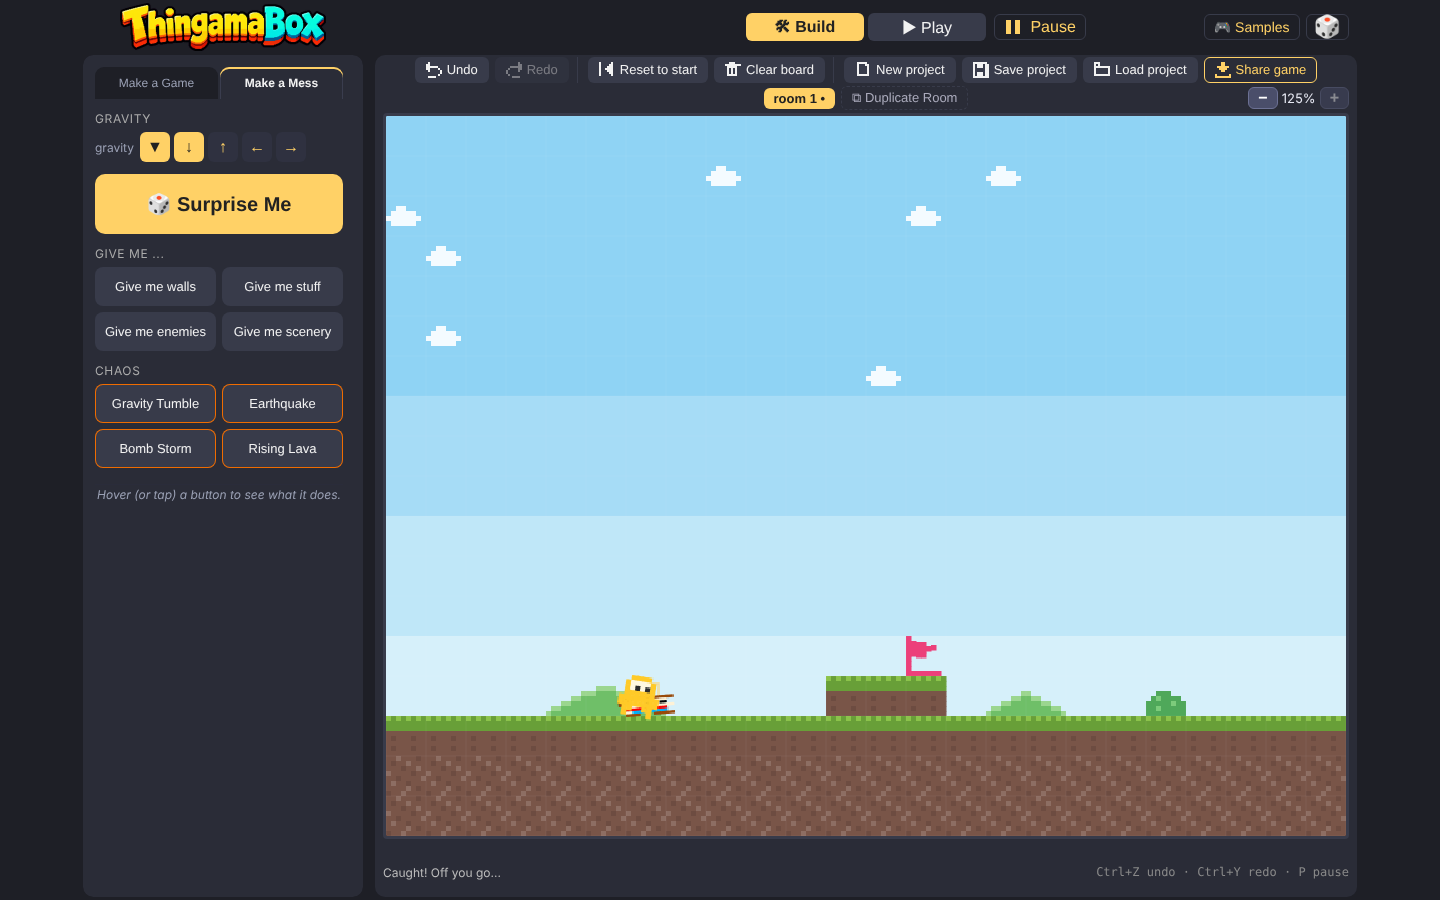 ThingamaBox
Build
Play
Pause
Samples
Make a Game
Make a Mess
Undo
Redo
Reset to start
Clear board
New project
Save project
Load project
Share game
room 1 •
Duplicate Room
− 125% +
GRAVITY
gravity ▼ ↓ ↑ ← →
Surprise Me
GIVE ME ...
Give me walls
Give me stuff
Give me enemies
Give me scenery
CHAOS
Gravity Tumble
Earthquake
Bomb Storm
Rising Lava
Hover (or tap) a button to see what it does.
Caught! Off you go...
Ctrl+Z undo · Ctrl+Y redo · P pause